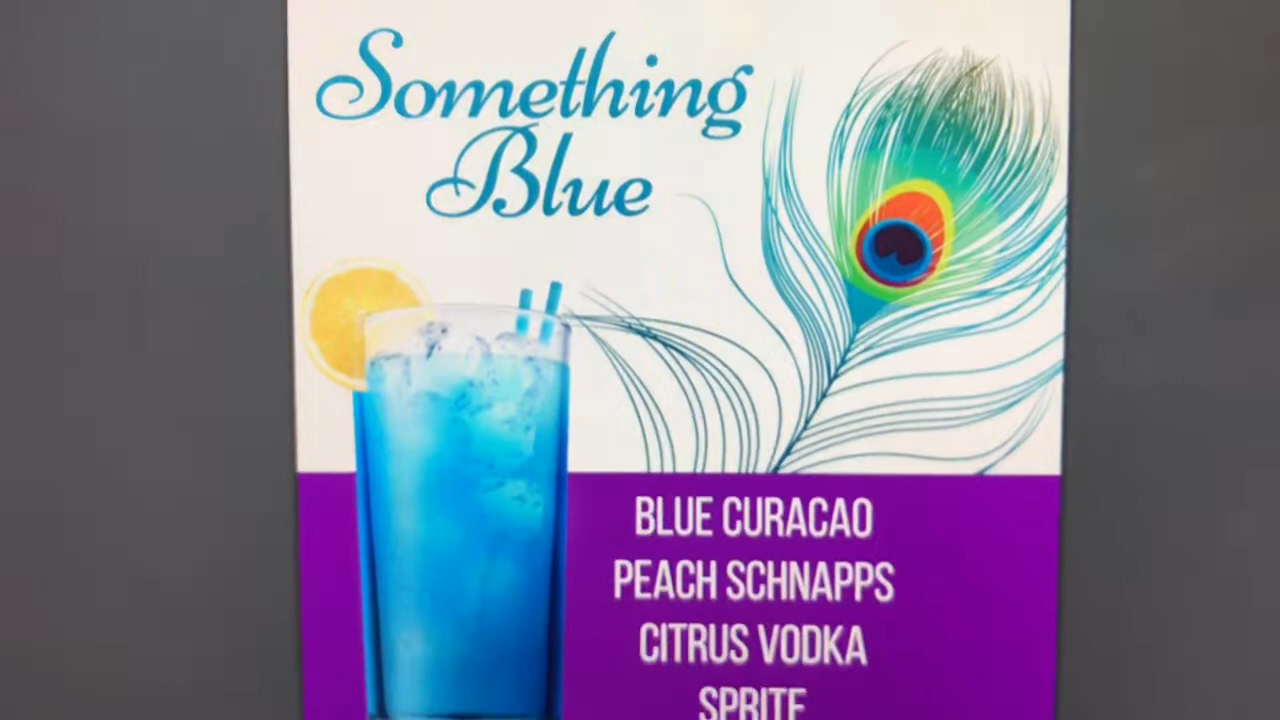 Something
Blue
BLUE CURACAO
PEACH SCHNAPPS
CITRUS VODKA
SPRITE